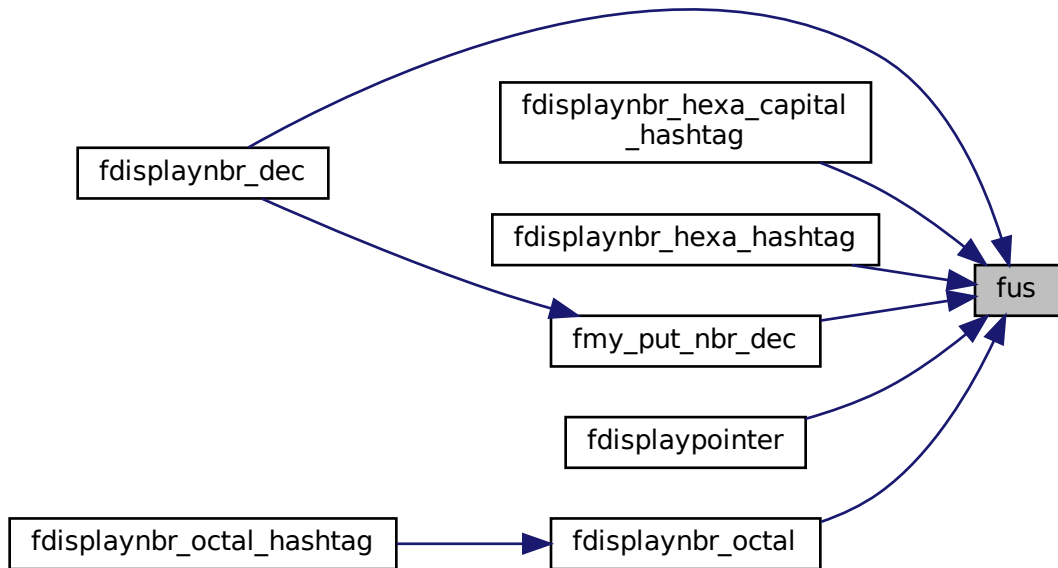 fdisplaynbr_hexa_capital
_hashtag
fdisplaynbr_dec
fdisplaynbr_hexa_hashtag
fus
fmy_put_nbr_dec
fdisplaypointer
fdisplaynbr_octal_hashtag
fdisplaynbr_octal